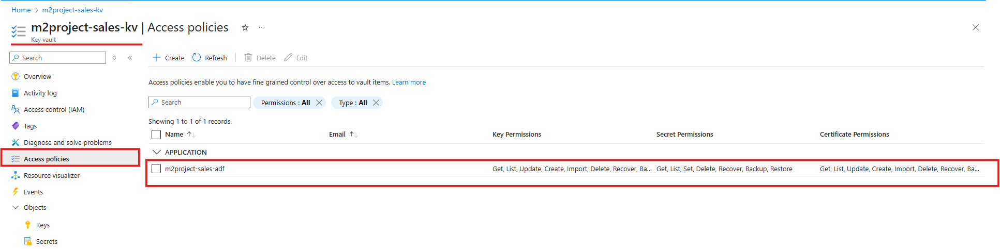 Home > m2project-sales-kv
m2project-sales-kv | Access policies
Key vault
Search
Overview
Activity log
Access control (IAM)
Tags
Diagnose and solve problems
Access policies
Resource visualizer
Events
Objects
Keys
Secrets
Create Refresh Delete Edit
Access policies enable you to have fine grained control over access to vault items. Learn more
Search Permissions : All Type : All
Showing 1 to 1 of 1 records.
Name Email Key Permissions Secret Permissions Certificate Permissions
APPLICATION
m2project-sales-adf Get, List, Update, Create, Import, Delete, Recover, Ba... Get, List, Set, Delete, Recover, Backup, Restore Get, List, Update, Create, Import, Delete, Recover, Ba...